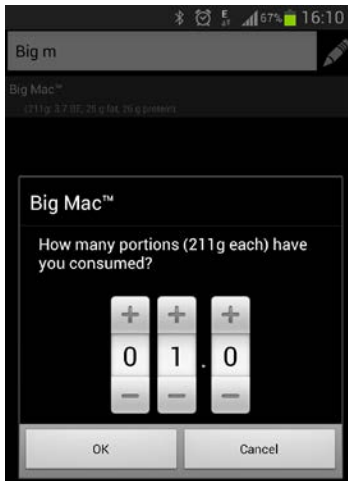 E
67% 16:10
Big m
Big Mac™
(211g: 3.7 BE, 26 g fat, 26 g protein)
Big Mac™
How many portions (211g each) have
you consumed?
+ + +
0 1 . 0
− − −
OK Cancel